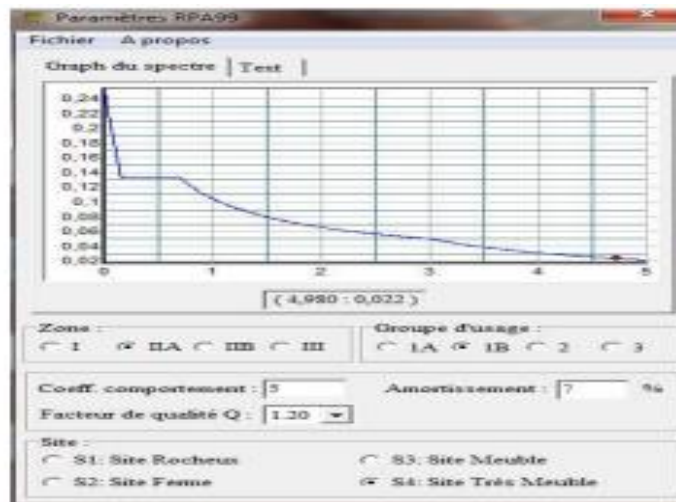 Paramètres RPA99
Fichier A propos
Graph du spectre Test
0,24
0,22
0,2
0,18
0,16
0,14
0,12
0,1
0,08
0,06
0,04
0,02
0 1 2 3 4 5
( 4,980 : 0,022 )
Zone : Groupe d'usage :
I IIA IIB III 1A 1B 2 3
Coeff. comportement : 5 Amortissement : 7 %
Facteur de qualité Q : 1.20
Site :
S1: Site Rocheux S3: Site Meuble
S2: Site Ferme S4: Site Trés Meuble